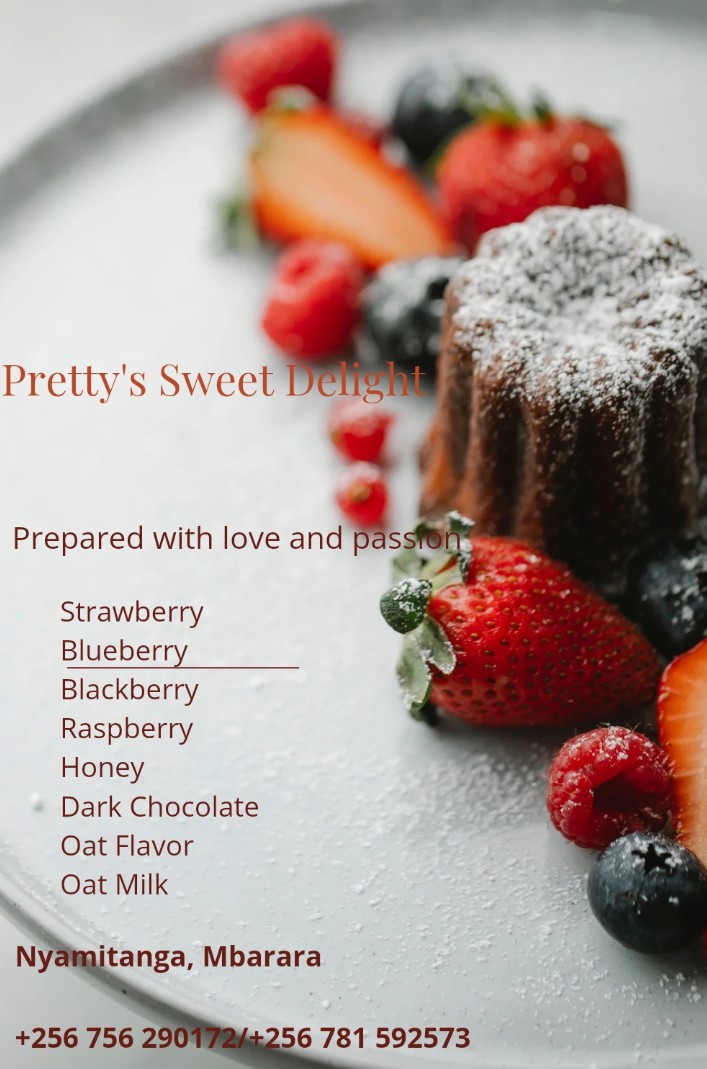 Pretty's Sweet Delight
Prepared with love and passion
Strawberry
Blueberry
Blackberry
Raspberry
Honey
Dark Chocolate
Oat Flavor
Oat Milk
Nyamitanga, Mbarara
+256 756 290172/+256 781 592573